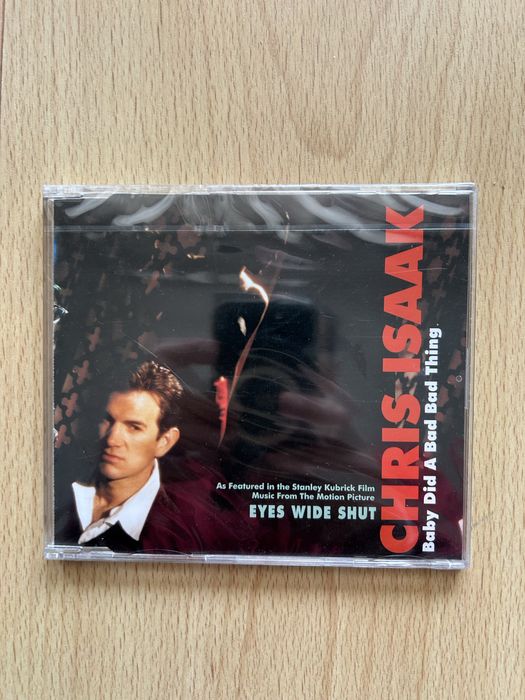 CHRIS ISAAK
Baby Did A Bad Bad Thing
As Featured in the Stanley Kubrick Film
Music From The Motion Picture
EYES WIDE SHUT